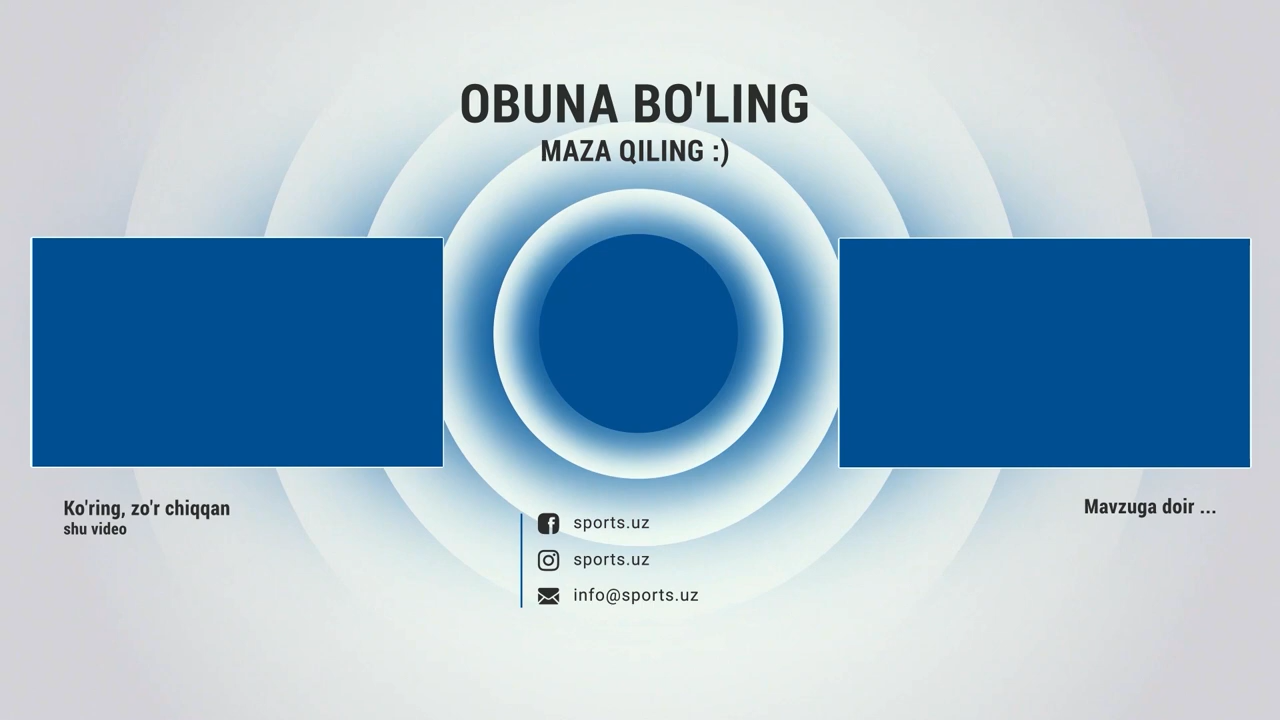 OBUNA BO'LING
MAZA QILING :)
Ko'ring, zo'r chiqqan
shu video
Mavzuga doir ...
sports.uz
sports.uz
info@sports.uz